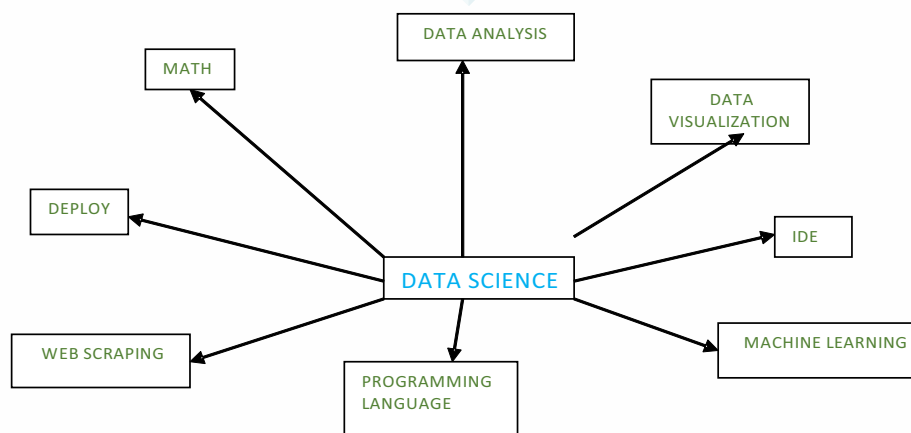 DATA ANALYSIS
MATH
DATA
VISUALIZATION
DEPLOY
IDE
DATA SCIENCE
WEB SCRAPING
MACHINE LEARNING
PROGRAMMING
LANGUAGE